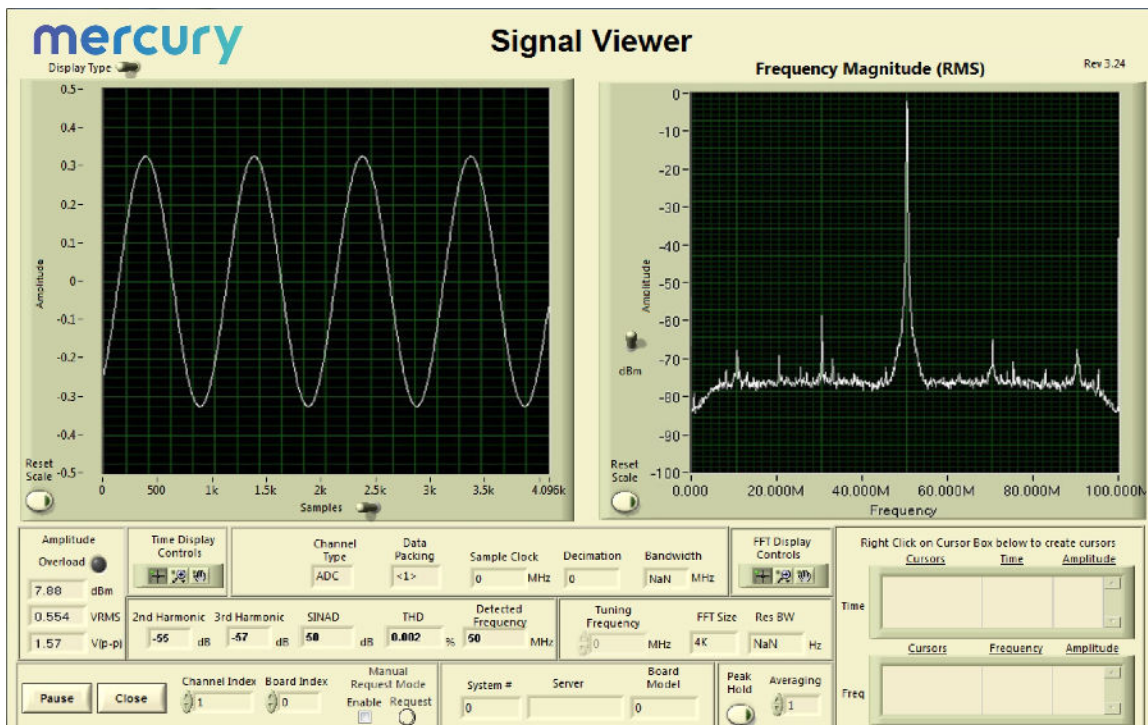 mercury
Signal Viewer
Display Type
Frequency Magnitude (RMS)
Rev 3.24
Amplitude
0.5
0.4
0.3
0.2
0.1
0
-0.1
-0.2
-0.3
-0.4
-0.5
0 500 1k 1.5k 2k 2.5k 3k 3.5k 4.096k
Samples
Reset
Scale
Amplitude
0
-10
-20
-30
-40
-50
-60
-70
-80
-90
-100
dBm
0.000 20.000M 40.000M 60.000M 80.000M 100.000M
Frequency
Reset
Scale
Amplitude
Overload
7.88 dBm
0.554 VRMS
1.57 V(p-p)
Time Display
Controls
Channel
Type
ADC
Data
Packing
<1>
Sample Clock
0 MHz
Decimation
0
Bandwidth
NaN MHz
FFT Display
Controls
2nd Harmonic
-55 dB
3rd Harmonic
-57 dB
SINAD
50 dB
THD
0.002 %
Detected
Frequency
50 MHz
Tuning
Frequency
0 MHz
FFT Size
4K
Res BW
NaN Hz
Right Click on Cursor Box below to create cursors
Cursors Time Amplitude
Time
Cursors Frequency Amplitude
Freq
Pause
Close
Channel Index
1
Board Index
0
Manual
Request Mode
Enable Request
System #
0
Server
Board
Model
0
Peak
Hold
Averaging
1